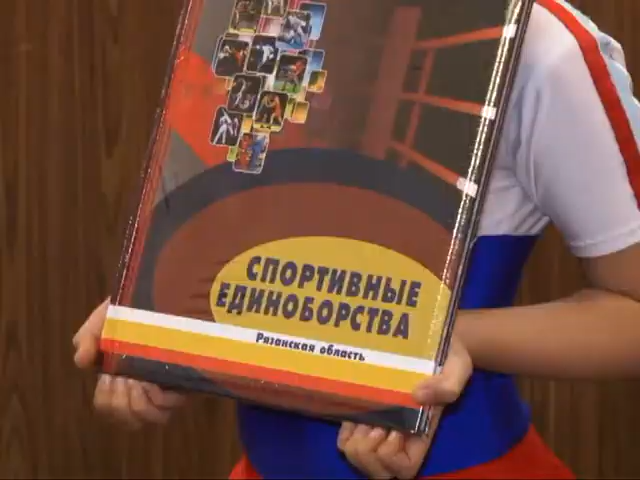 СПОРТИВНЫЕ
ЕДИНОБОРСТВА
Рязанская область